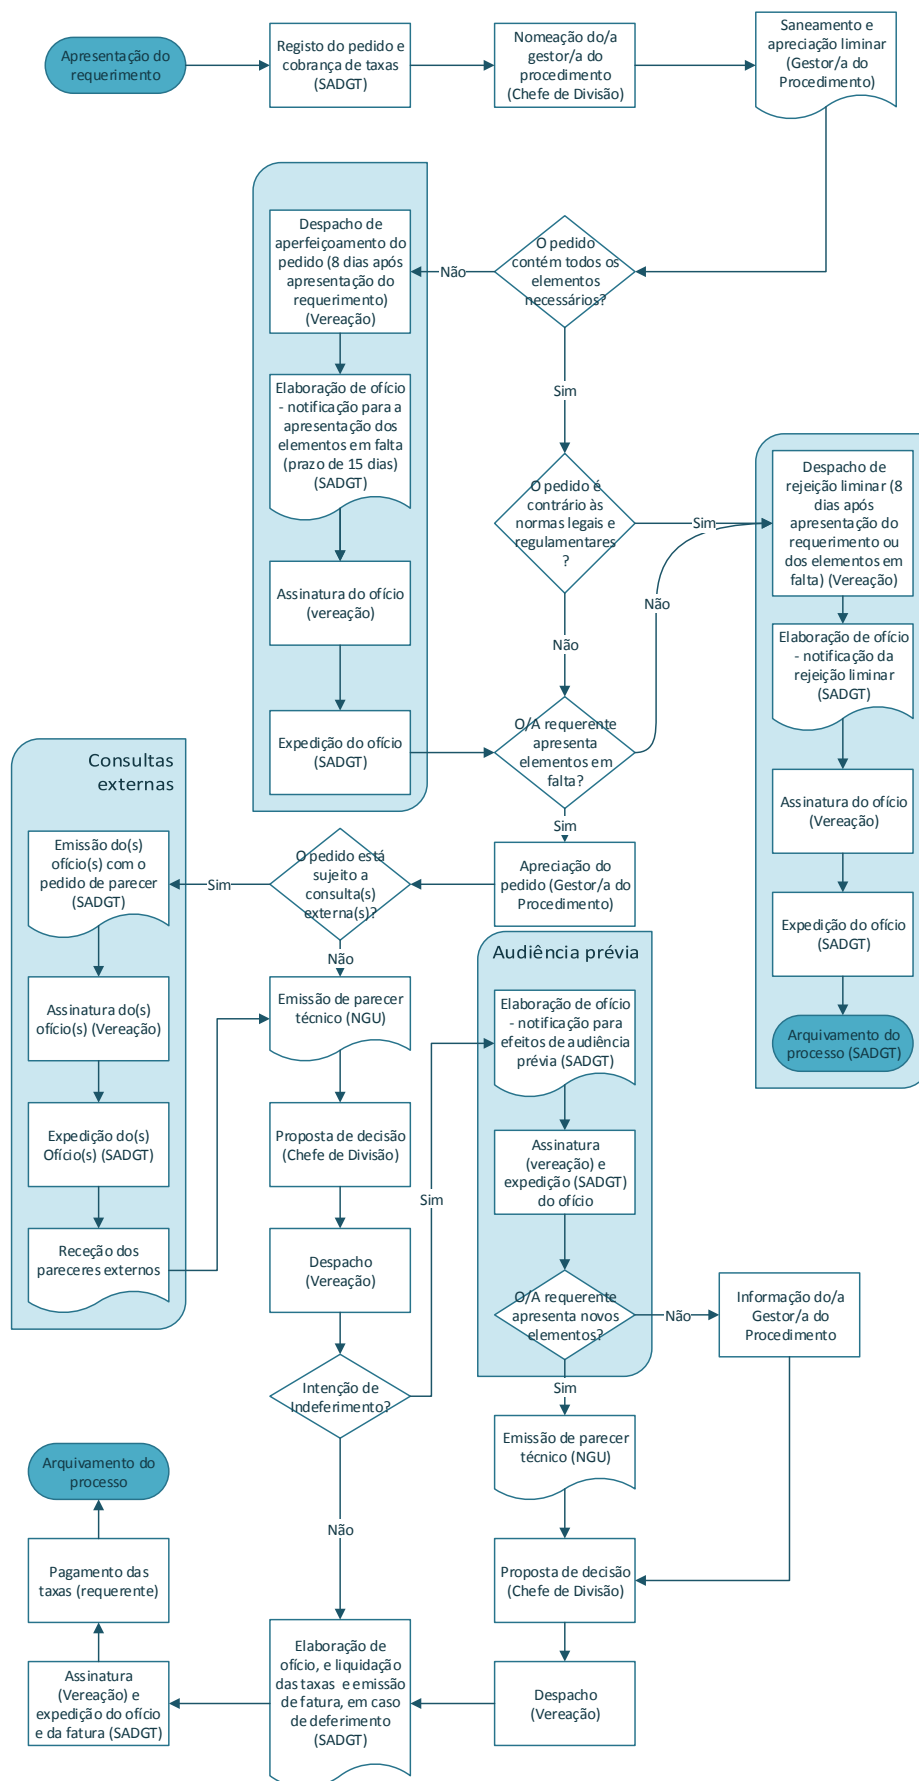 Apresentação do
requerimento
Registo do pedido e
cobrança de taxas
(SADGT)
Nomeação do/a
gestor/a do
procedimento
(Chefe de Divisão)
Saneamento e
apreciação liminar
(Gestor/a do
Procedimento)
Despacho de
aperfeiçoamento do
pedido (8 dias após
apresentação do
requerimento)
(Vereação)
Não
O pedido
contém todos os
elementos
necessários?
Sim
Elaboração de ofício
- notificação para a
apresentação dos
elementos em falta
(prazo de 15 dias)
(SADGT)
O pedido é
contrário às
normas legais e
regulamentares
?
Sim
Não
Não
Despacho de
rejeição liminar (8
dias após
apresentação do
requerimento ou
dos elementos em
falta) (Vereação)
Assinatura do ofício
(vereação)
Elaboração de ofício
- notificação da
rejeição liminar
(SADGT)
Expedição do ofício
(SADGT)
O/A requerente
apresenta
elementos em
falta?
Sim
Assinatura do ofício
(Vereação)
Expedição do ofício
(SADGT)
Arquivamento do
processo (SADGT)
Consultas
externas
Emissão do(s)
ofício(s) com o
pedido de parecer
(SADGT)
Sim
O pedido está
sujeito a
consulta(s)
externa(s)?
Não
Apreciação do
pedido (Gestor/a do
Procedimento)
Assinatura do(s)
ofício(s) (Vereação)
Expedição do(s)
Ofício(s) (SADGT)
Receção dos
pareceres externos
Emissão de parecer
técnico (NGU)
Proposta de decisão
(Chefe de Divisão)
Despacho
(Vereação)
Intenção de
Indeferimento?
Sim
Não
Audiência prévia
Elaboração de ofício
- notificação para
efeitos de audiência
prévia (SADGT)
Assinatura
(vereação) e
expedição (SADGT)
do ofício
O/A requerente
apresenta novos
elementos?
Não
Informação do/a
Gestor/a do
Procedimento
Sim
Emissão de parecer
técnico (NGU)
Proposta de decisão
(Chefe de Divisão)
Despacho
(Vereação)
Elaboração de
ofício, e liquidação
das taxas e emissão
de fatura, em caso
de deferimento
(SADGT)
Assinatura
(Vereação) e
expedição do ofício
e da fatura (SADGT)
Pagamento das
taxas (requerente)
Arquivamento do
processo